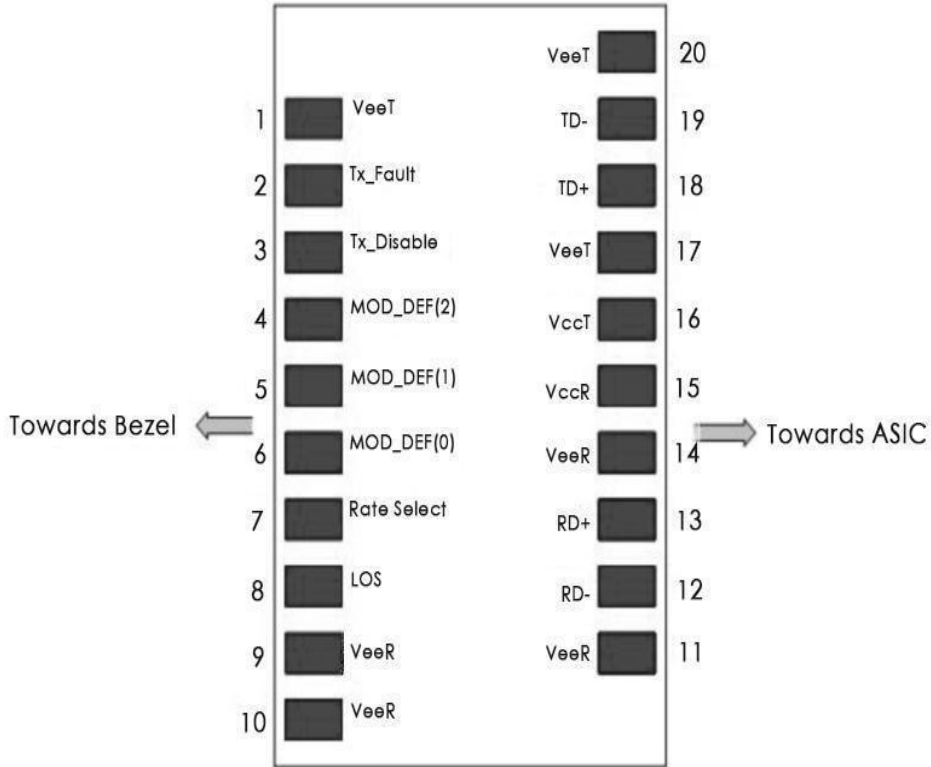 VeeT 20
1 VeeT
TD- 19
2 Tx_Fault
TD+ 18
3 Tx_Disable
VeeT 17
4 MOD_DEF(2)
VccT 16
5 MOD_DEF(1)
VccR 15
Towards Bezel
6 MOD_DEF(0)
VeeR 14
Towards ASIC
7 Rate Select
RD+ 13
8 LOS
RD- 12
9 VeeR
VeeR 11
10 VeeR